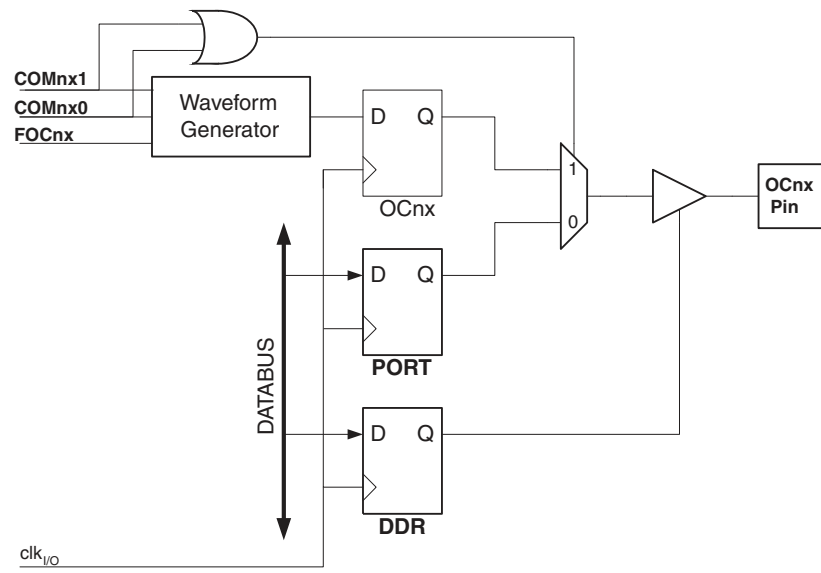 COMnx1
COMnx0
FOCnx
Waveform
Generator
D Q
OCnx
1
0
OCnx
Pin
D Q
PORT
DATABUS
D Q
DDR
clkI/O